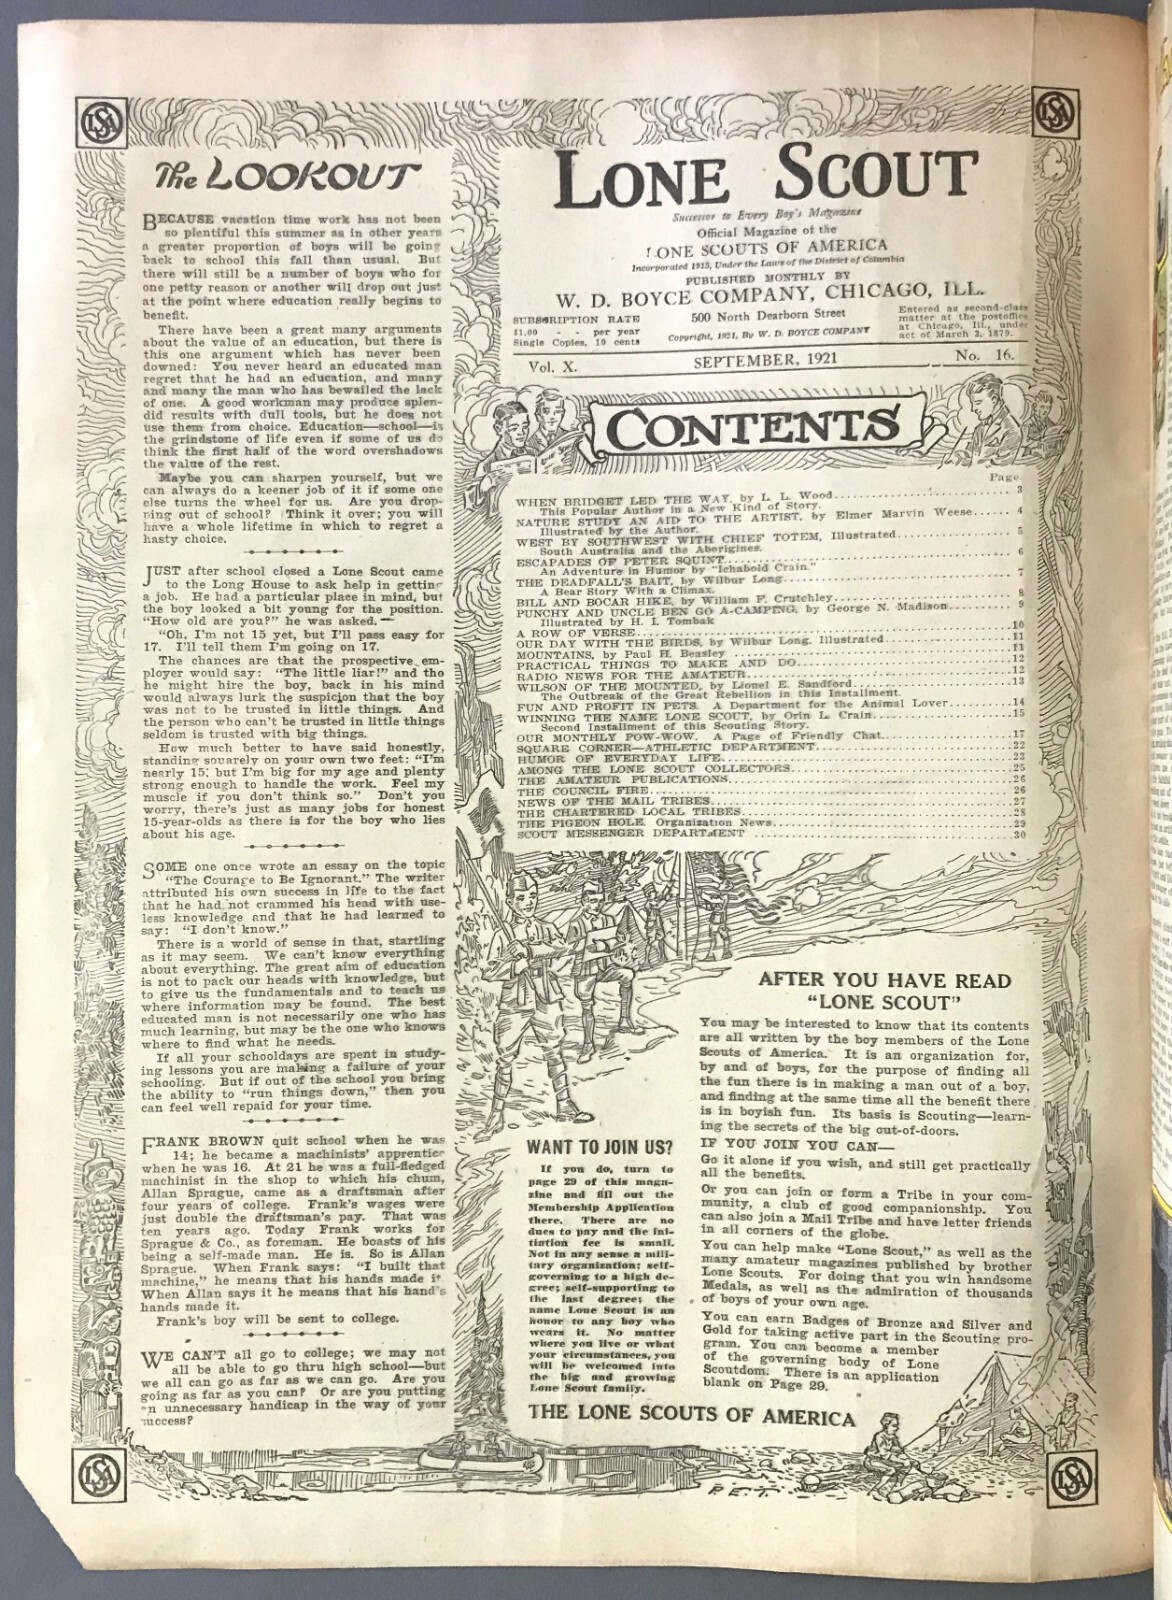 The LOOKOUT
BECAUSE vacation time work has not been
so plentiful this summer as in other years
a greater proportion of boys will be going
back to school this fall than usual. But
there will still be a number of boys who for
one petty reason or another will drop out just
at the point where education really begins to
benefit.
There have been a great many arguments
about the value of an education, but there is
this one argument which has never been
downed: You never heard an educated man
regret that he had an education, and many
and many the man who has bewailed the lack
of one. A good workman may produce splen-
did results with dull tools, but he does not
use them from choice. Education—school—is
the grindstone of life even if some of us do
think the first half of the word overshadows
the value of the rest.
Maybe you can sharpen yourself, but we
can always do a keener job of it if some one
else turns the wheel for us. Are you drop-
ping out of school? Think it over; you will
have a whole lifetime in which to regret a
hasty choice.
JUST after school closed a Lone Scout came
to the Long House to ask help in getting
a job. He had a particular place in mind, but
the boy looked a bit young for the position.
"How old are you?" he was asked.
"Oh, I'm not 15 yet, but I'll pass easy for
17. I'll tell them I'm going on 17.
The chances are that the prospective em-
ployer would say: "The little liar!" and tho
he might hire the boy, back in his mind
would always lurk the suspicion that the boy
was not to be trusted in little things. And
the person who can't be trusted in little things
seldom is trusted with big things.
How much better to have said honestly,
standing squarely on your own two feet: "I'm
nearly 15; but I'm big for my age and plenty
strong enough to handle the work. Feel my
muscle if you don't think so." Don't you
worry, there's just as many jobs for honest
15-year-olds as there is for the boy who lies
about his age.
SOME one once wrote an essay on the topic
"The Courage to Be Ignorant." The writer
attributed his own success in life to the fact
that he had not crammed his head with use-
less knowledge and that he had learned to
say: "I don't know."
There is a world of sense in that, startling
as it may seem. We can't know everything
about everything. The great aim of education
is not to pack our heads with knowledge, but
to give us the fundamentals and to teach us
where information may be found. The best
educated man is not necessarily one who has
much learning, but may be the one who knows
where to find what he needs.
If all your schooldays are spent in study-
ing lessons you are making a failure of your
schooling. But if out of the school you bring
the ability to "run things down," then you
can feel well repaid for your time.
FRANK BROWN quit school when he was
14; he became a machinists' apprentice
when he was 16. At 21 he was a full-fledged
machinist in the shop to which his chum,
Allan Sprague, came as a draftsman after
four years of college. Frank's wages were
just double the draftsman's pay. That was
ten years ago. Today Frank works for
Sprague & Co., as foreman. He boasts of his
being a self-made man. He is. So is Allan
Sprague. When Frank says: "I built that
machine," he means that his hands made it.
When Allan says it he means that his head's
hands made it.
Frank's boy will be sent to college.
WE CAN'T all go to college; we may not
all be able to go thru high school—but
we all can go as far as we can go. Are you
going as far as you can? Or are you putting
an unnecessary handicap in the way of your
success?
LONE SCOUT
Successor to Every Boy's Magazine
Official Magazine of the
LONE SCOUTS OF AMERICA
Incorporated 1915, Under the Laws of the District of Columbia
PUBLISHED MONTHLY BY
W. D. BOYCE COMPANY, CHICAGO, ILL.
SUBSCRIPTION RATE
$1.00 - - per year
Single Copies, 10 cents
500 North Dearborn Street
Copyright, 1921, By W. D. BOYCE COMPANY
Entered as second-class
matter at the postoffice
at Chicago, Ill., under
act of March 3, 1879.
Vol. X. SEPTEMBER, 1921 No. 16.
CONTENTS
Page.
WHEN BRIDGET LED THE WAY, by L. L. Wood 3
This Popular Author in a New Kind of Story.
NATURE STUDY AN AID TO THE ARTIST, by Elmer Marvin Weese 4
Illustrated by the Author.
WEST BY SOUTHWEST WITH CHIEF TOTEM, Illustrated 5
South Australia and the Aborigines.
ESCAPADES OF PETER SQUINT 6
An Adventure in Humor by "Ichabold Crain."
THE DEADFALL'S BAIT, by Wilbur Long 7
A Bear Story With a Climax.
BILL AND BOCAR HIKE, by William F. Crutchley 8
PUNCHY AND UNCLE BEN GO A-CAMPING, by George N. Madison 9
Illustrated by H. I. Tombak
A ROW OF VERSE 10
OUR DAY WITH THE BIRDS, by Wilbur Long. Illustrated 11
MOUNTAINS, by Paul H. Beasley 11
PRACTICAL THINGS TO MAKE AND DO 12
RADIO NEWS FOR THE AMATEUR 12
WILSON OF THE MOUNTED, by Lionel E. Sandford 13
The Outbreak of the Great Rebellion in this Installment.
FUN AND PROFIT IN PETS. A Department for the Animal Lover 14
WINNING THE NAME LONE SCOUT, by Orin L. Crain 15
Second Installment of this Scouting Story.
OUR MONTHLY POW-WOW. A Page of Friendly Chat 17
SQUARE CORNER—ATHLETIC DEPARTMENT 22
HUMOR OF EVERYDAY LIFE 23
AMONG THE LONE SCOUT COLLECTORS 25
THE AMATEUR PUBLICATIONS 26
THE COUNCIL FIRE 26
NEWS OF THE MAIL TRIBES 27
THE CHARTERED LOCAL TRIBES 28
THE PIGEON HOLE. Organization News 29
SCOUT MESSENGER DEPARTMENT 30
WANT TO JOIN US?
If you do, turn to
page 29 of this maga-
zine and fill out the
Membership Application
there. There are no
dues to pay and the ini-
tiation fee is small.
Not in any sense a mili-
tary organization; self-
governing to a high de-
gree; self-supporting to
the last degree; the
name Lone Scout is an
honor to any boy who
wears it. No matter
where you live or what
your circumstances, you
will be welcomed into
the big and growing
Lone Scout family.
AFTER YOU HAVE READ
"LONE SCOUT"
You may be interested to know that its contents
are all written by the boy members of the Lone
Scouts of America. It is an organization for,
by and of boys, for the purpose of finding all
the fun there is in making a man out of a boy,
and finding at the same time all the benefit there
is in boyish fun. Its basis is Scouting—learn-
ing the secrets of the big out-of-doors.
IF YOU JOIN YOU CAN—
Go it alone if you wish, and still get practically
all the benefits.
Or you can join or form a Tribe in your com-
munity, a club of good companionship. You
can also join a Mail Tribe and have letter friends
in all corners of the globe.
You can help make "Lone Scout," as well as the
many amateur magazines published by brother
Lone Scouts. For doing that you win handsome
Medals, as well as the admiration of thousands
of boys of your own age.
You can earn Badges of Bronze and Silver and
Gold for taking active part in the Scouting pro-
gram. You can become a member
of the governing body of Lone
Scoutdom. There is an application
blank on Page 29.
THE LONE SCOUTS OF AMERICA
P.E.T.
LSA
LSA
LSA
LSA